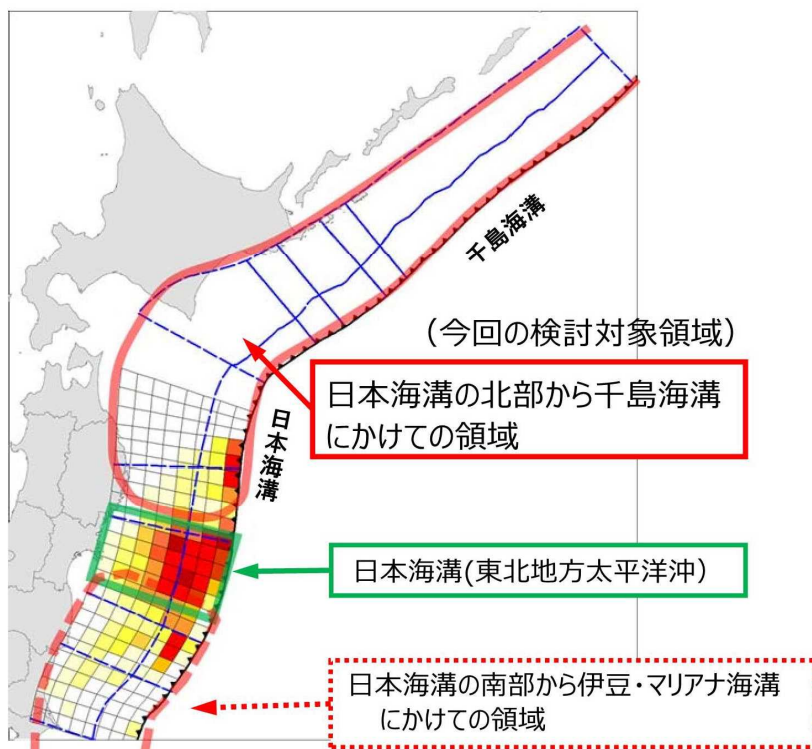 千島海溝
(今回の検討対象領域)
日本海溝の北部から千島海溝
にかけての領域
日本海溝
日本海溝(東北地方太平洋沖)
日本海溝の南部から伊豆・マリアナ海溝
にかけての領域